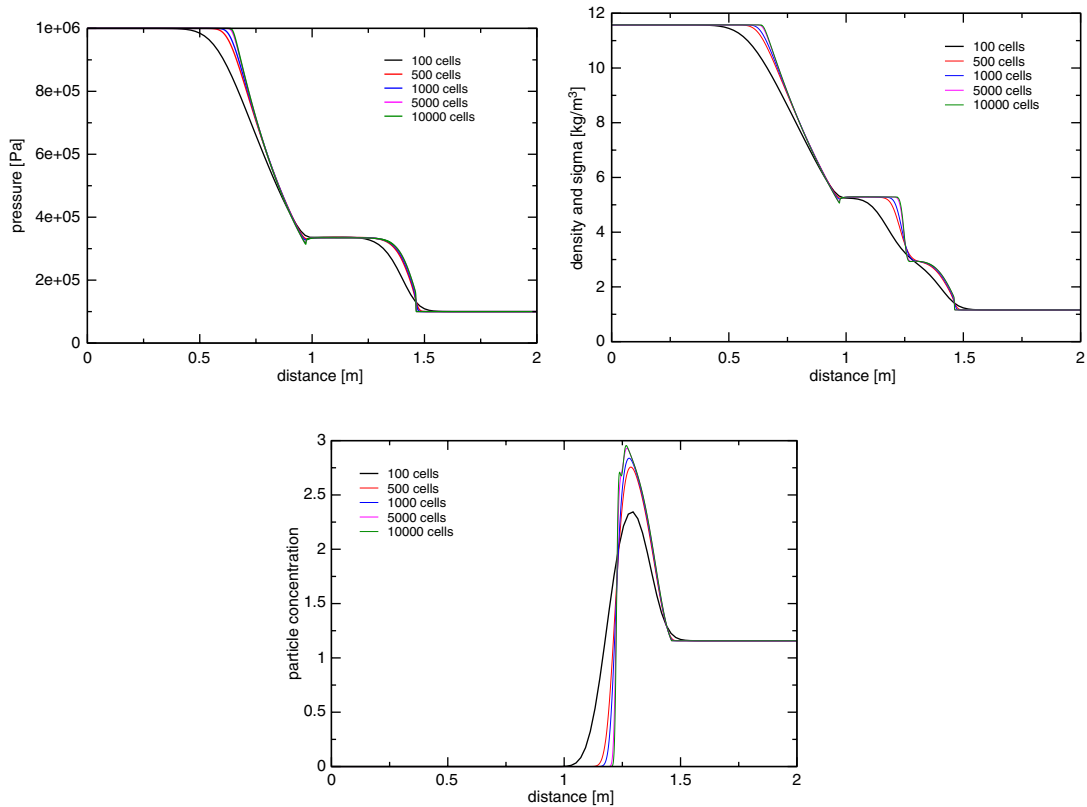 1e+06
8e+05
6e+05
4e+05
2e+05
0
pressure [Pa]
100 cells
500 cells
1000 cells
5000 cells
10000 cells
0
0.5
1
1.5
2
distance [m]
12
10
8
6
4
2
0
density and sigma [kg/m³]
100 cells
500 cells
1000 cells
5000 cells
10000 cells
0
0.5
1
1.5
2
distance [m]
3
2.5
2
1.5
1
0.5
0
particle concentration
100 cells
500 cells
1000 cells
5000 cells
10000 cells
0
0.5
1
1.5
2
distance [m]